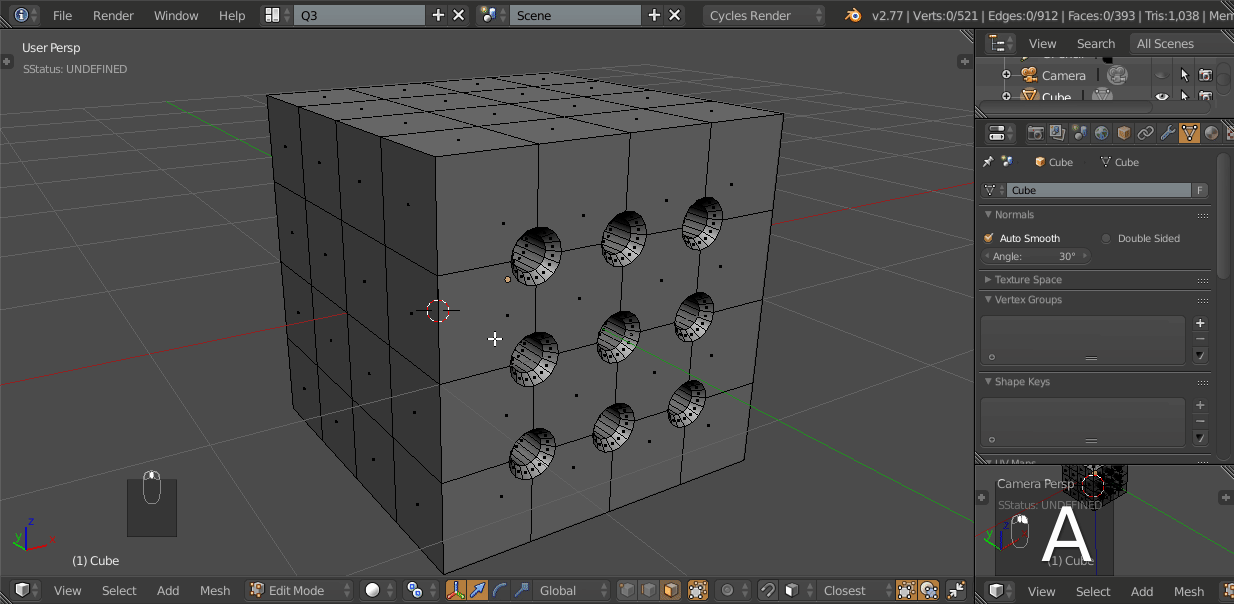 File Render Window Help Q3 Scene Cycles Render v2.77 | Verts:0/521 | Edges:0/912 | Faces:0/393 | Tris:1,038 | Mem
User Persp
SStatus: UNDEFINED
View Search All Scenes
Camera
Cube
Cube Cube
Cube F
Normals
Auto Smooth Double Sided
Angle: 30°
Texture Space
Vertex Groups
Shape Keys
UV Maps
Camera Persp
SStatus: UNDEFINED
A
(1) Cube
z
y x
(1) Cube
View Select Add Mesh Edit Mode Global Closest View Select Add Mesh